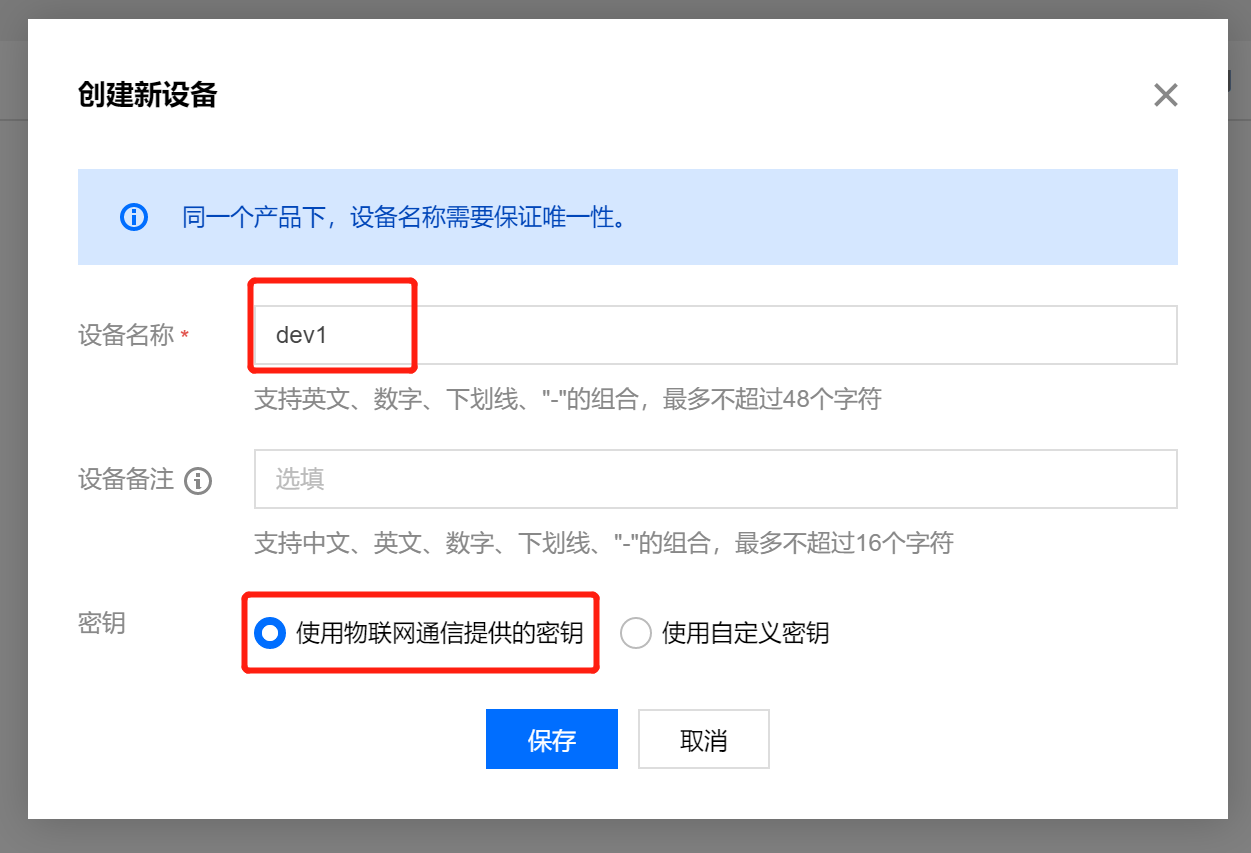 创建新设备
同一个产品下，设备名称需要保证唯一性。
设备名称 * dev1
支持英文、数字、下划线、"-"的组合，最多不超过48个字符
设备备注 选填
支持中文、英文、数字、下划线、"-"的组合，最多不超过16个字符
密钥 使用物联网通信提供的密钥 使用自定义密钥
保存 取消